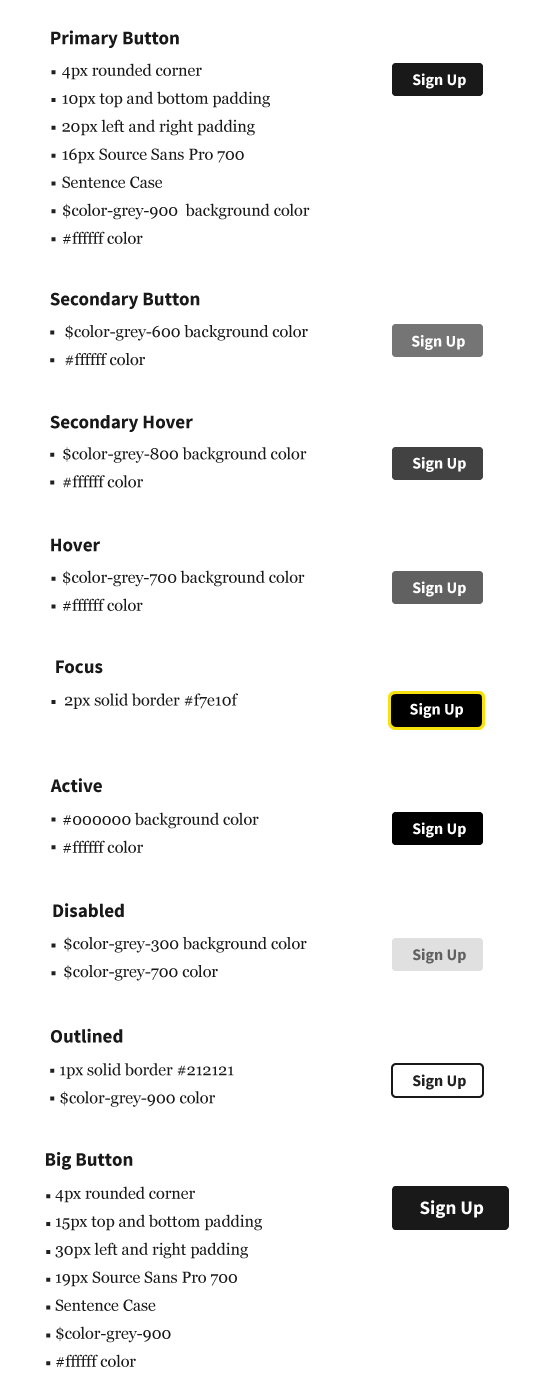 Primary Button
▪ 4px rounded corner
Sign Up
▪ 10px top and bottom padding
▪ 20px left and right padding
▪ 16px Source Sans Pro 700
▪ Sentence Case
▪ $color-grey-900 background color
▪ #ffffff color
Secondary Button
▪ $color-grey-600 background color
Sign Up
▪ #ffffff color
Secondary Hover
▪ $color-grey-800 background color
Sign Up
▪ #ffffff color
Hover
▪ $color-grey-700 background color
Sign Up
▪ #ffffff color
Focus
▪ 2px solid border #f7e10f
Sign Up
Active
▪ #000000 background color
Sign Up
▪ #ffffff color
Disabled
▪ $color-grey-300 background color
Sign Up
▪ $color-grey-700 color
Outlined
▪ 1px solid border #212121
Sign Up
▪ $color-grey-900 color
Big Button
▪ 4px rounded corner
Sign Up
▪ 15px top and bottom padding
▪ 30px left and right padding
▪ 19px Source Sans Pro 700
▪ Sentence Case
▪ $color-grey-900
▪ #ffffff color